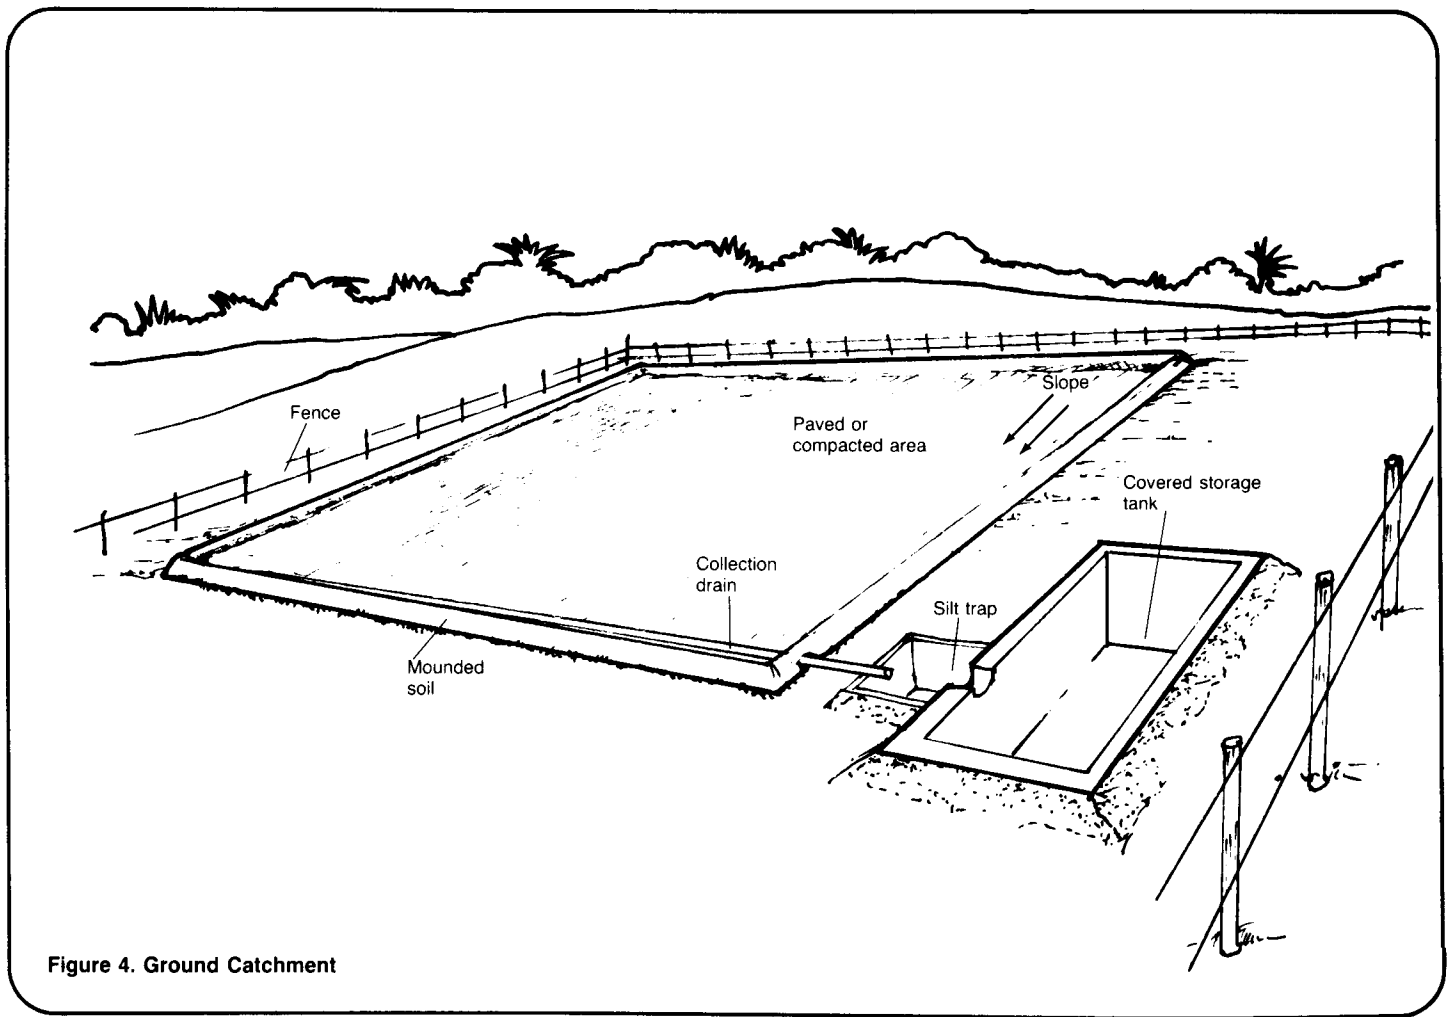 Slope
Fence
Paved or
compacted area
Covered storage
tank
Collection
drain
Silt trap
Mounded
soil
Figure 4. Ground Catchment